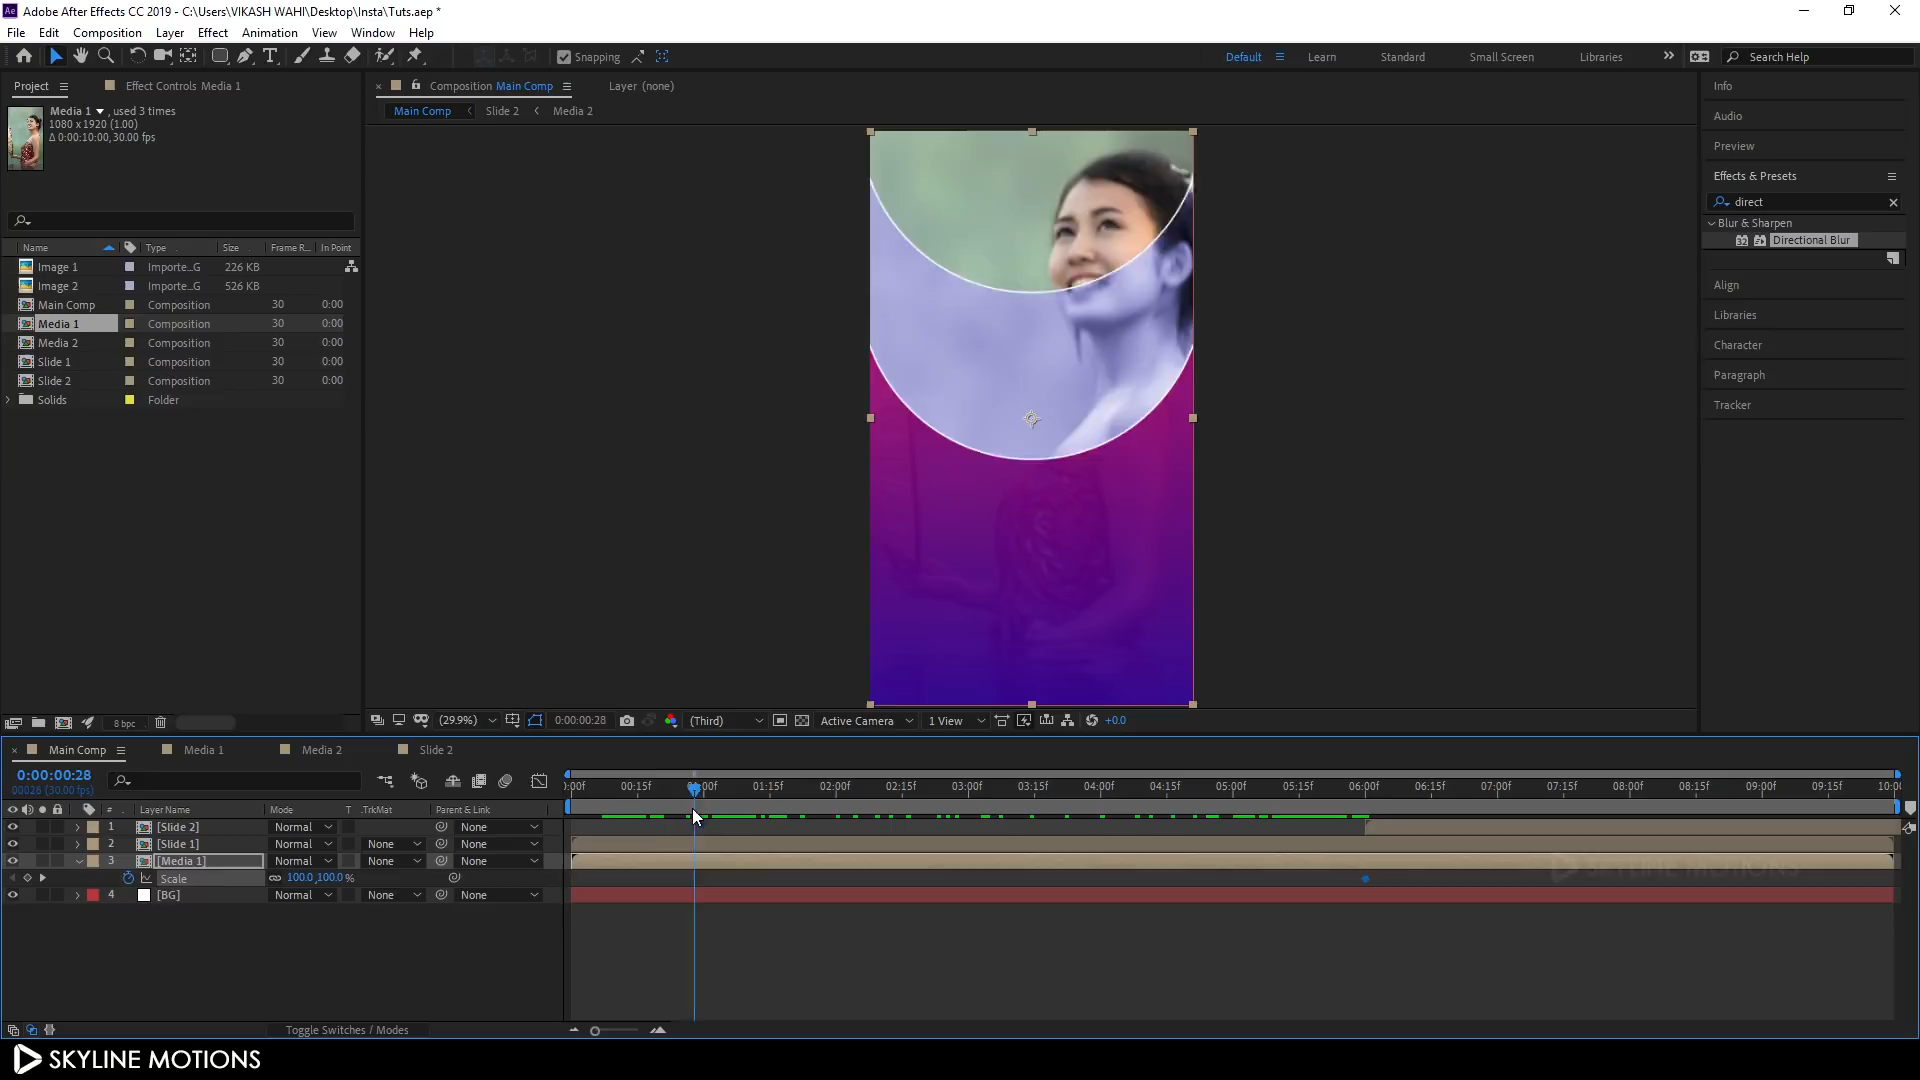 Adobe After Effects CC 2019 - C:\Users\VIKASH WAHI\Desktop\Insta\Tuts.aep *
File Edit Composition Layer Effect Animation View Window Help
Snapping
Default Learn Standard Small Screen Libraries Search Help
Project Effect Controls Media 1
Composition Main Comp Layer (none)
Info
Media 1 , used 3 times
1080 x 1920 (1.00)
Δ 0:00:10:00, 30.00 fps
Main Comp Slide 2 Media 2
Audio
Preview
Effects & Presets
direct
Blur & Sharpen
Directional Blur
Align
Libraries
Character
Paragraph
Tracker
Name Type Size Frame R... In Point
Image 1 Importe...G 226 KB
Image 2 Importe...G 526 KB
Main Comp Composition 30 0:00
Media 1 Composition 30 0:00
Media 2 Composition 30 0:00
Slide 1 Composition 30 0:00
Slide 2 Composition 30 0:00
Solids Folder
8 bpc
(29.9%) 0:00:00:28 (Third) Active Camera 1 View +0.0
Main Comp Media 1 Media 2 Slide 2
0:00:00:28
00028 (30.00 fps)
:00f 00:15f 01:00f 01:15f 02:00f 02:15f 03:00f 03:15f 04:00f 04:15f 05:00f 05:15f 06:00f 06:15f 07:00f 07:15f 08:00f 08:15f 09:00f 09:15f 10:00
# Layer Name Mode T .TrkMat Parent & Link
1 [Slide 2] Normal None
2 [Slide 1] Normal None None
3 [Media 1] Normal None None
Scale 100.0,100.0 %
4 [BG] Normal None None
SKYLINE MOTIONS
Toggle Switches / Modes
SKYLINE MOTIONS